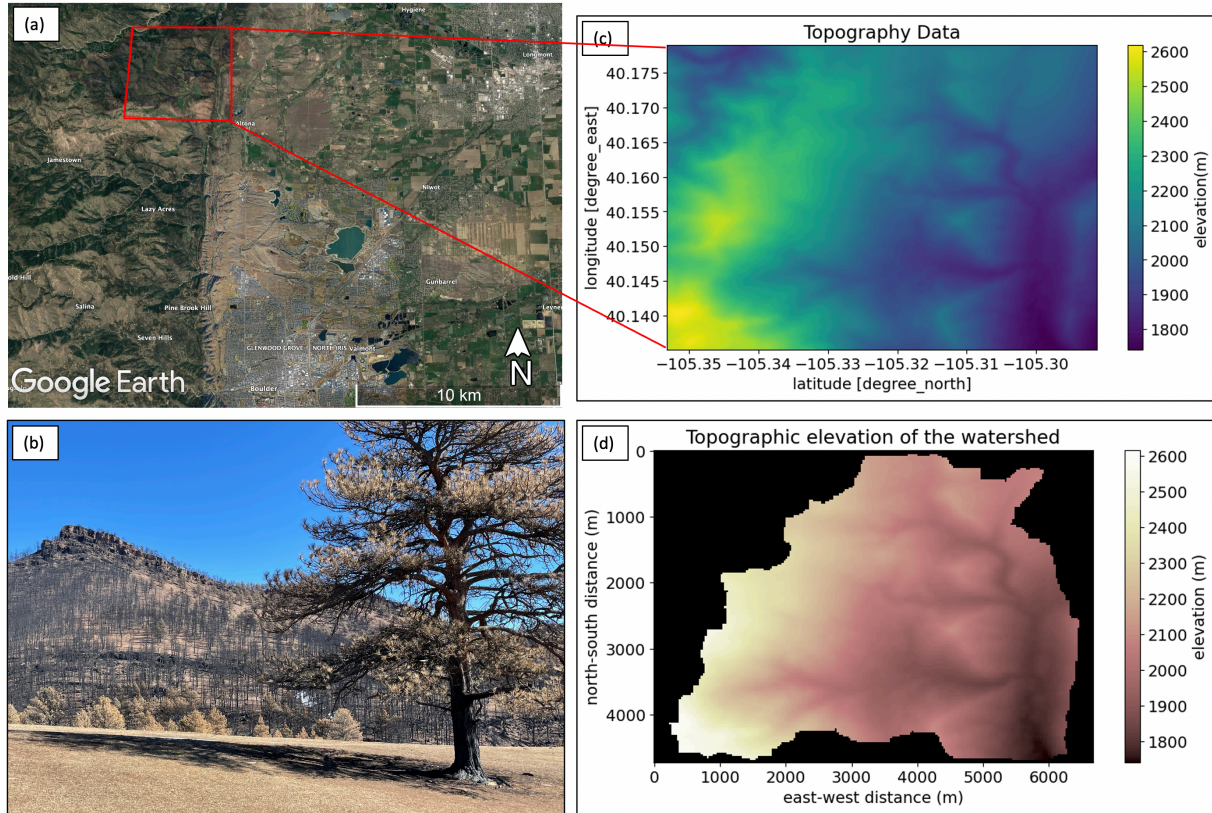 (a)
Hygiene
Longmont
Altona
Jamestown
Niwot
Lazy Acres
Gunbarrel
Salina
Pine Brook Hill
Seven Hills
GLENWOOD GROVE
NORTH IRIS
Valmont
Boulder
Google Earth
N
10 km
(b)
(c)
Topography Data
40.175
40.170
40.165
40.160
40.155
40.150
40.145
40.140
longitude [degree_east]
−105.35
−105.34
−105.33
−105.32
−105.31
−105.30
latitude [degree_north]
2600
2500
2400
2300
2200
2100
2000
1900
1800
elevation(m)
(d)
Topographic elevation of the watershed
0
1000
2000
3000
4000
north-south distance (m)
0
1000
2000
3000
4000
5000
6000
east-west distance (m)
2600
2500
2400
2300
2200
2100
2000
1900
1800
elevation (m)